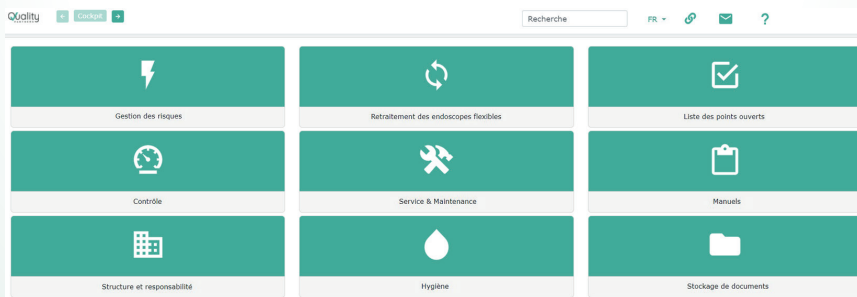 Quality
Cockpit
Recherche
FR
?
Gestion des risques
Retraitement des endoscopes flexibles
Liste des points ouverts
Contrôle
Service & Maintenance
Manuels
Structure et responsabilité
Hygiène
Stockage de documents